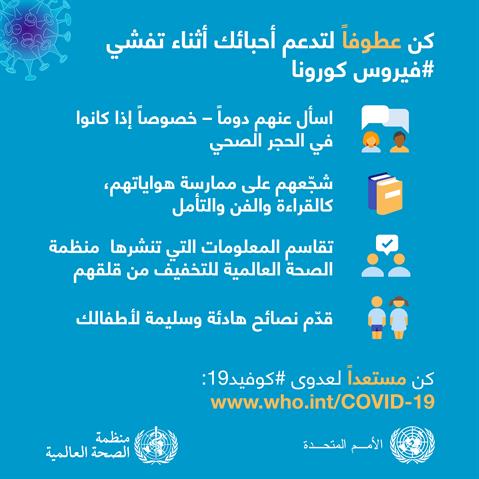 كن عطوفاً لتدعم أحبائك أثناء تفشي
#فيروس كورونا
اسأل عنهم دوماً – خصوصاً إذا كانوا
في الحجر الصحي
شجّعهم على ممارسة هواياتهم،
كالقراءة والفن والتأمل
تقاسم المعلومات التي تنشرها منظمة
الصحة العالمية للتخفيف من قلقهم
قدّم نصائح هادئة وسليمة لأطفالك
كن مستعداً لعدوى #كوفيد19:
www.who.int/COVID-19
الأمم المتحدة
منظمة
الصحة العالمية